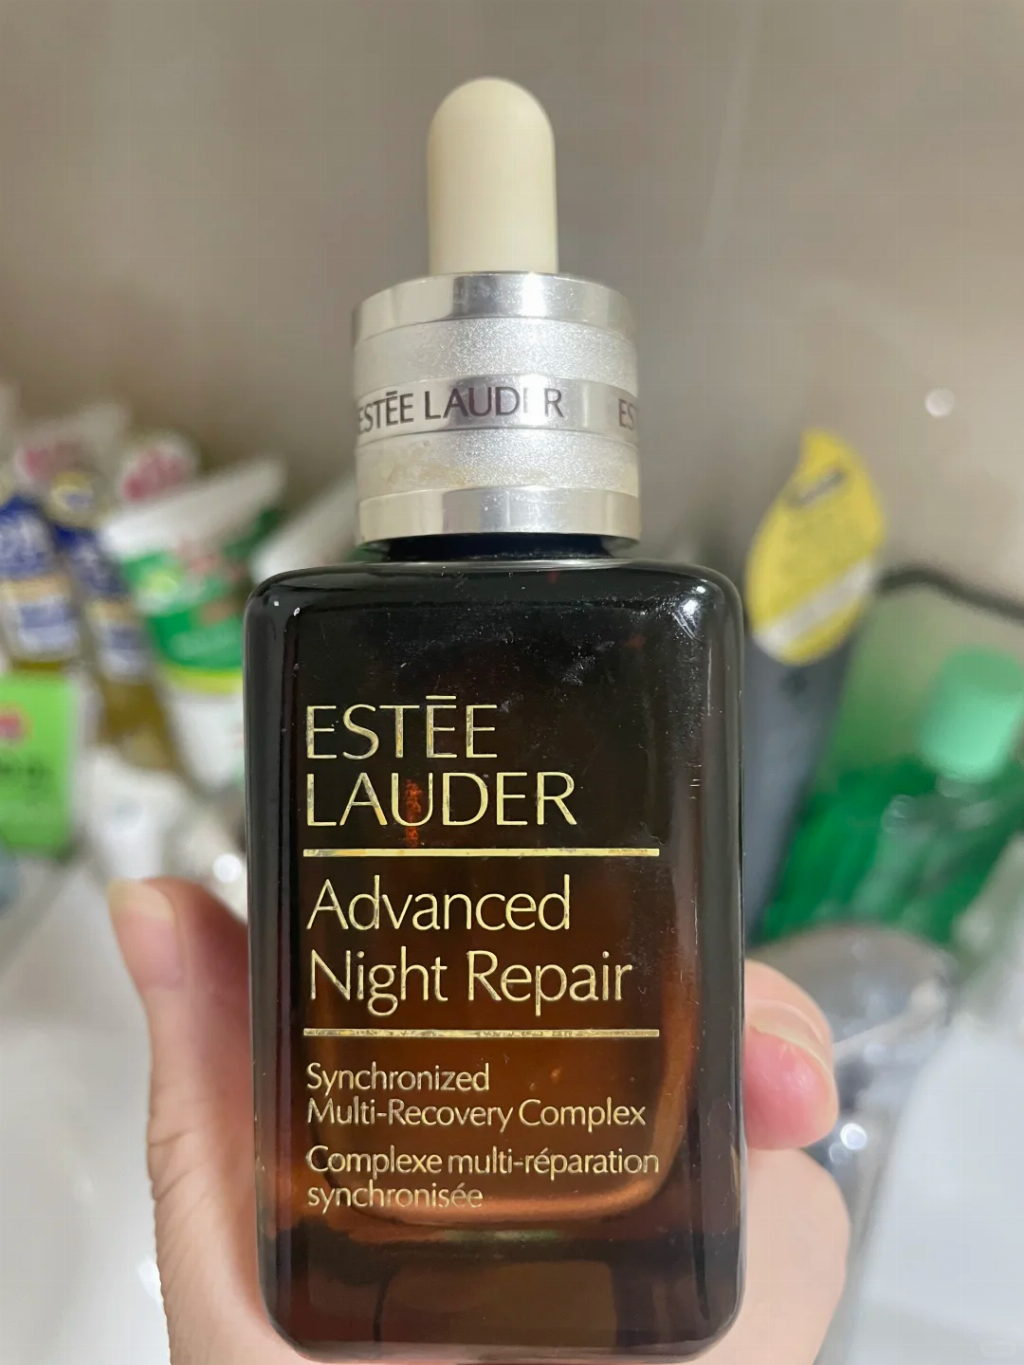 ESTĒE LAUDER
ESTĒE
LAUDER
Advanced
Night Repair
Synchronized
Multi-Recovery Complex
Complexe multi-réparation
synchronisée